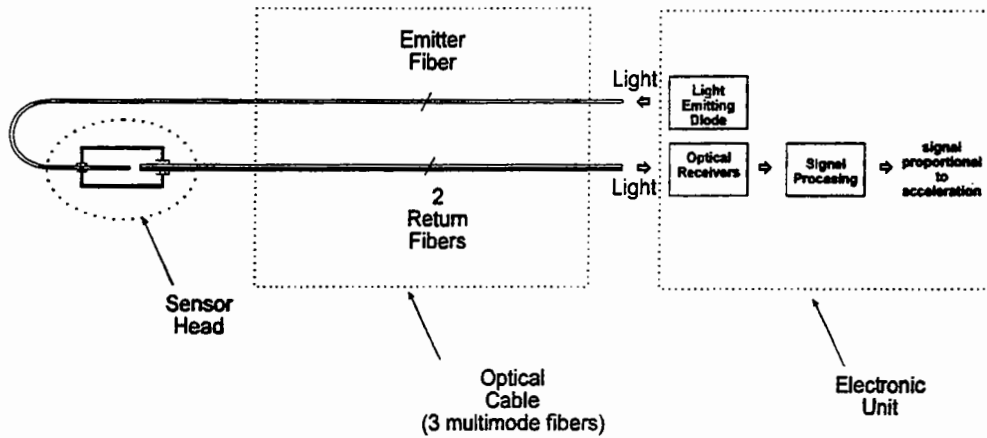 Emitter
Fiber
Light
Light
Emitting
Diode
Optical
Receivers
Signal
Procesing
signal
proportional
to
acceleration
Light
2
Return
Fibers
Sensor
Head
Optical
Cable
(3 multimode fibers)
Electronic
Unit